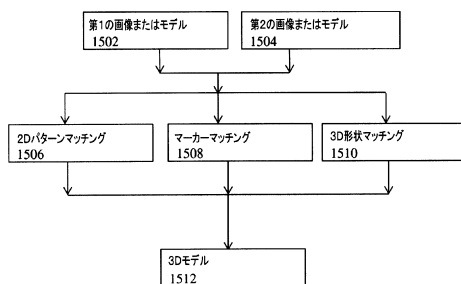 第1の画像またはモデル
1502
第2の画像またはモデル
1504
2Dパターンマッチング
1506
マーカーマッチング
1508
3D形状マッチング
1510
3Dモデル
1512